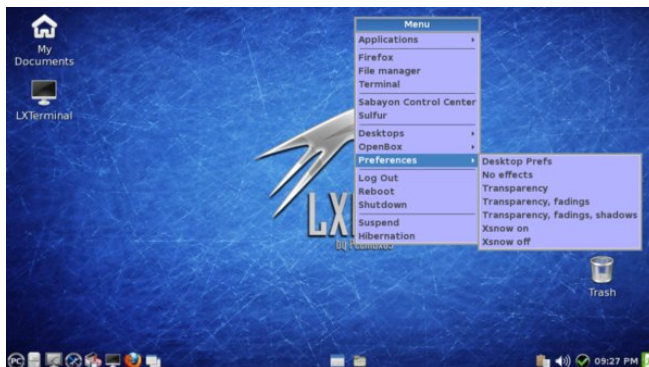 My
Documents
LXTerminal
Menu
Applications
Firefox
File manager
Terminal
Sabayon Control Center
Sulfur
Desktops
OpenBox
Preferences
Log Out
Reboot
Shutdown
Suspend
Hibernation
Desktop Prefs
No effects
Transparency
Transparency, fadings
Transparency, fadings, shadows
Xsnow on
Xsnow off
LX
Trash
PC
09:27 PM